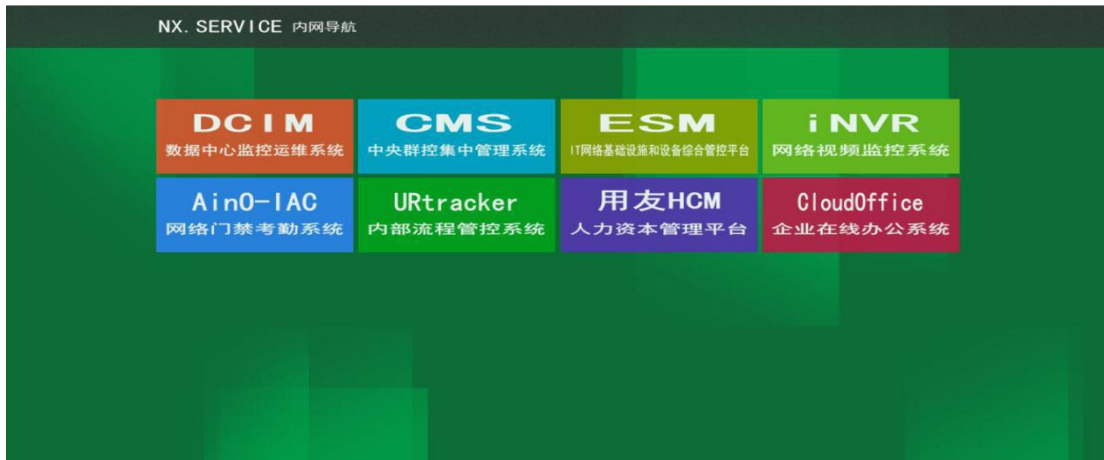 NX. SERVICE 内网导航
DCIM
数据中心监控运维系统
CMS
中央群控集中管理系统
ESM
IT网络基础设施和设备综合管控平台
iNVR
网络视频监控系统
AinO-IAC
网络门禁考勤系统
URtracker
内部流程管控系统
用友HCM
人力资本管理平台
CloudOffice
企业在线办公系统